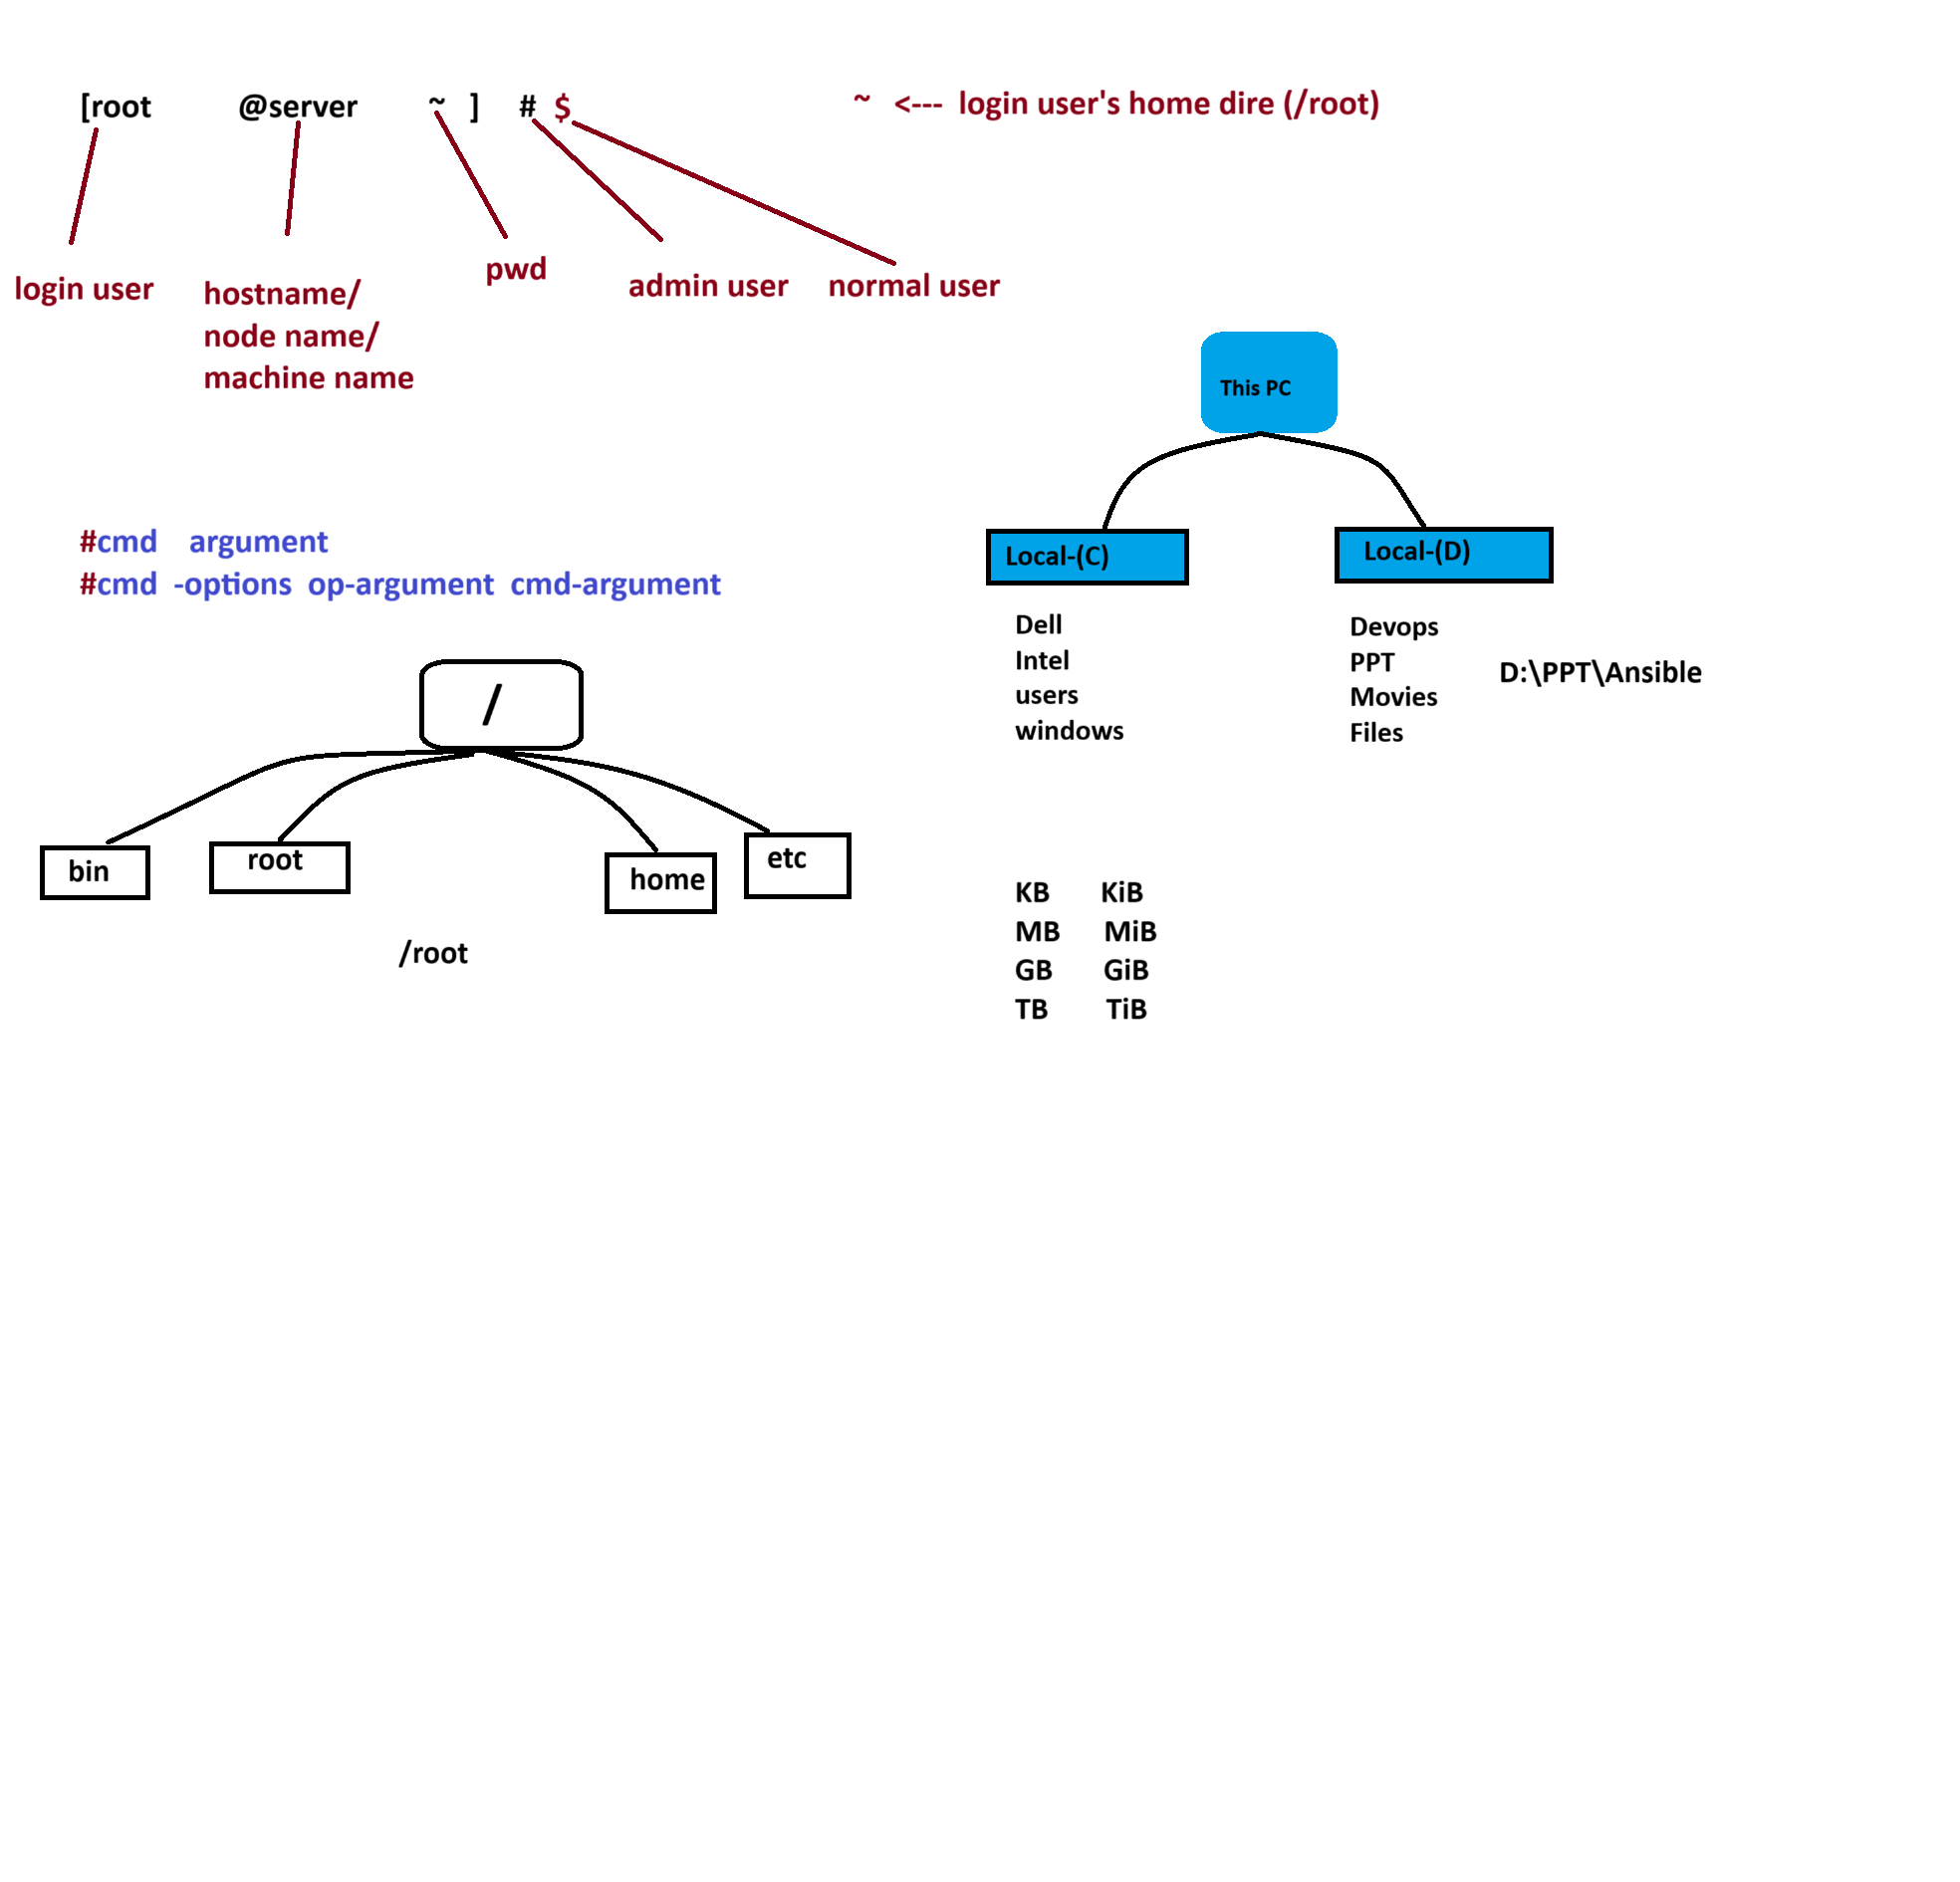 [root @server ~ ] # $ ~ <--- login user's home dire (/root)
login user
hostname/
node name/
machine name
pwd
admin user
normal user
#cmd argument
#cmd -options op-argument cmd-argument
/
bin
root
home
etc
/root
This PC
Local-(C)
Dell
Intel
users
windows
Local-(D)
Devops
PPT
Movies
Files
D:\PPT\Ansible
KB KiB
MB MiB
GB GiB
TB TiB